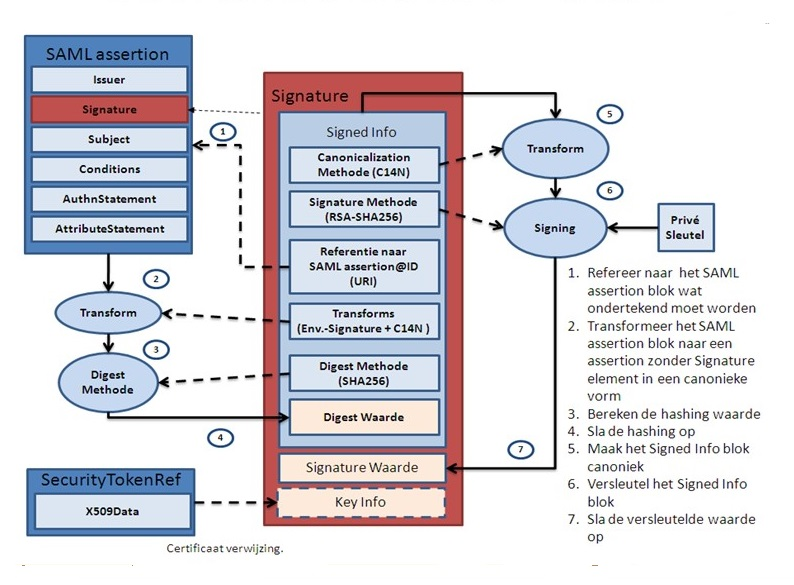 SAML assertion
Issuer
Signature
Subject
Conditions
AuthnStatement
AttributeStatement
1
2
Transform
3
Digest
Methode
4
SecurityTokenRef
X509Data
Certificaat verwijzing.
Signature
Signed Info
Canonicalization
Methode (C14N)
Signature Methode
(RSA-SHA256)
Referentie naar
SAML assertion@ID
(URI)
Transforms
(Env.-Signature + C14N )
Digest Methode
(SHA256)
Digest Waarde
Signature Waarde
Key Info
5
Transform
6
Signing
Privé
Sleutel
7
1. Refereer naar het SAML
assertion blok wat
ondertekend moet worden
2. Transformeer het SAML
assertion blok naar een
assertion zonder Signature
element in een canonieke
vorm
3. Bereken de hashing waarde
4. Sla de hashing op
5. Maak het Signed Info blok
canoniek
6. Versleutel het Signed Info
blok
7. Sla de versleutelde waarde
op